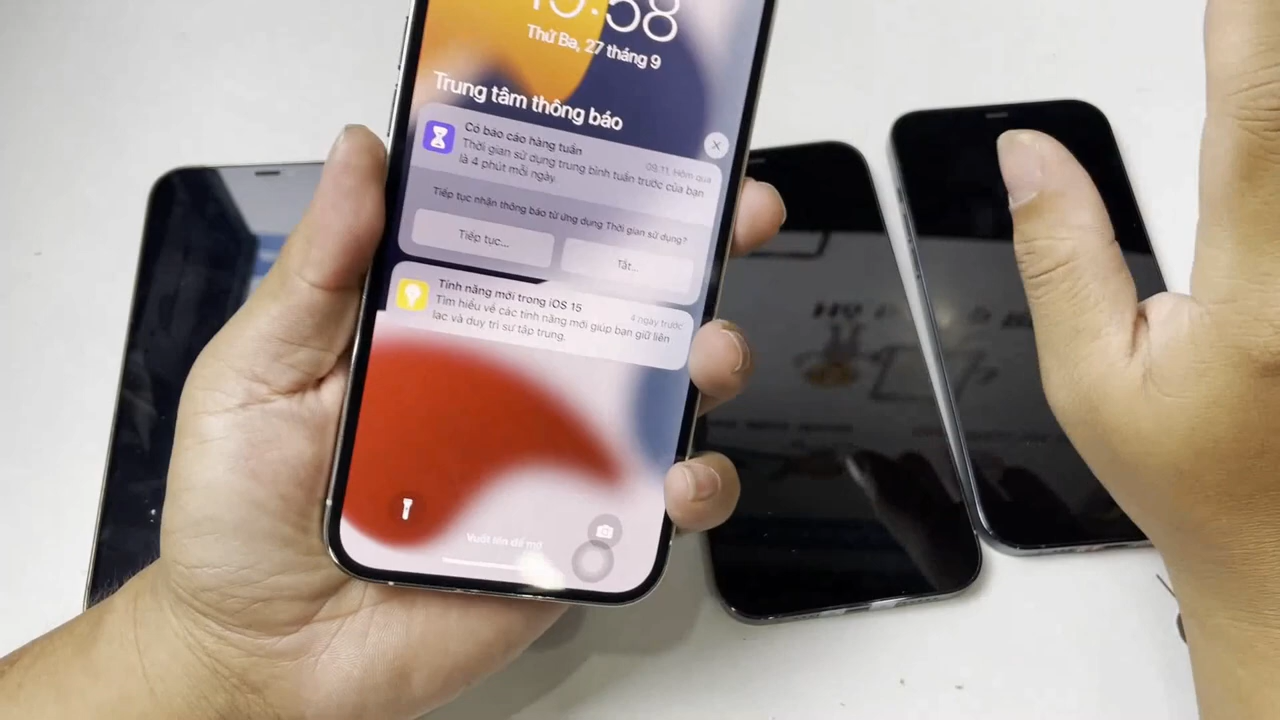 :58
Thứ Ba, 27 tháng 9
Trung tâm thông báo
Có báo cáo hàng tuần
09:11, Hôm qua
Thời gian sử dụng trung bình tuần trước của bạn
là 4 phút mỗi ngày.
Tiếp tục nhận thông báo từ ứng dụng Thời gian sử dụng?
Tiếp tục...
Tắt...
Tính năng mới trong iOS 15
4 ngày trước
Tìm hiểu về các tính năng mới giúp bạn giữ liên
lạc và duy trì sự tập trung.
Vuốt lên để mở